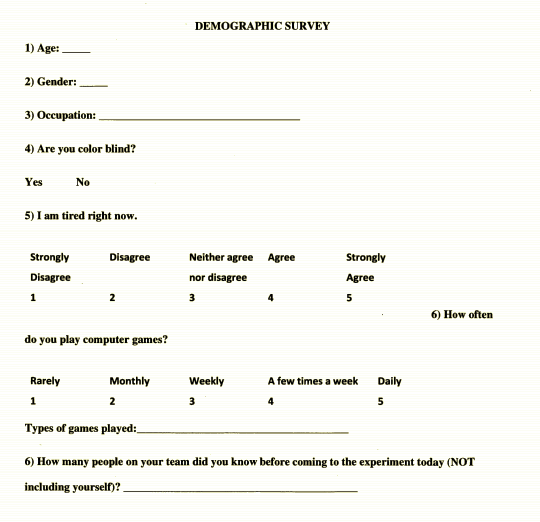 DEMOGRAPHIC SURVEY
1) Age: _____
2) Gender: _____
3) Occupation: ___________________________________
4) Are you color blind?
Yes No
5) I am tired right now.
Strongly Disagree Neither agree Agree Strongly
Disagree nor disagree Agree
1 2 3 4 5
6) How often
do you play computer games?
Rarely Monthly Weekly A few times a week Daily
1 2 3 4 5
Types of games played:___________________________________
6) How many people on your team did you know before coming to the experiment today (NOT
including yourself)? _______________________________________